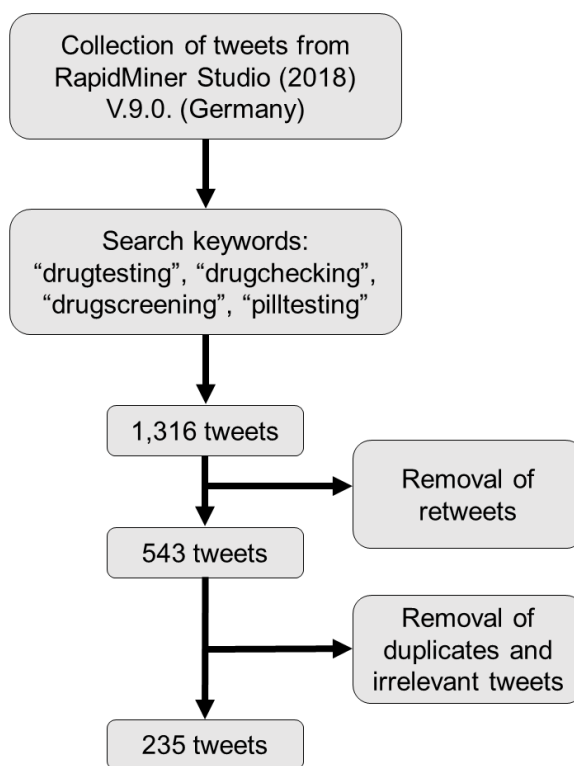 Collection of tweets from
RapidMiner Studio (2018)
V.9.0. (Germany)
Search keywords:
“drugtesting”, “drugchecking”,
“drugscreening”, “pilltesting”
1,316 tweets
Removal of
retweets
543 tweets
Removal of
duplicates and
irrelevant tweets
235 tweets